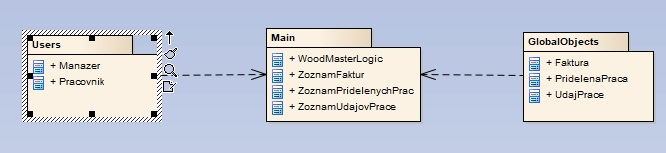 Users
+ Manazer
+ Pracovnik
Main
+ WoodMasterLogic
+ ZoznamFaktur
+ ZoznamPridelenychPrac
+ ZoznamUdajovPrace
GlobalObjects
+ Faktura
+ PridelenaPraca
+ UdajPrace